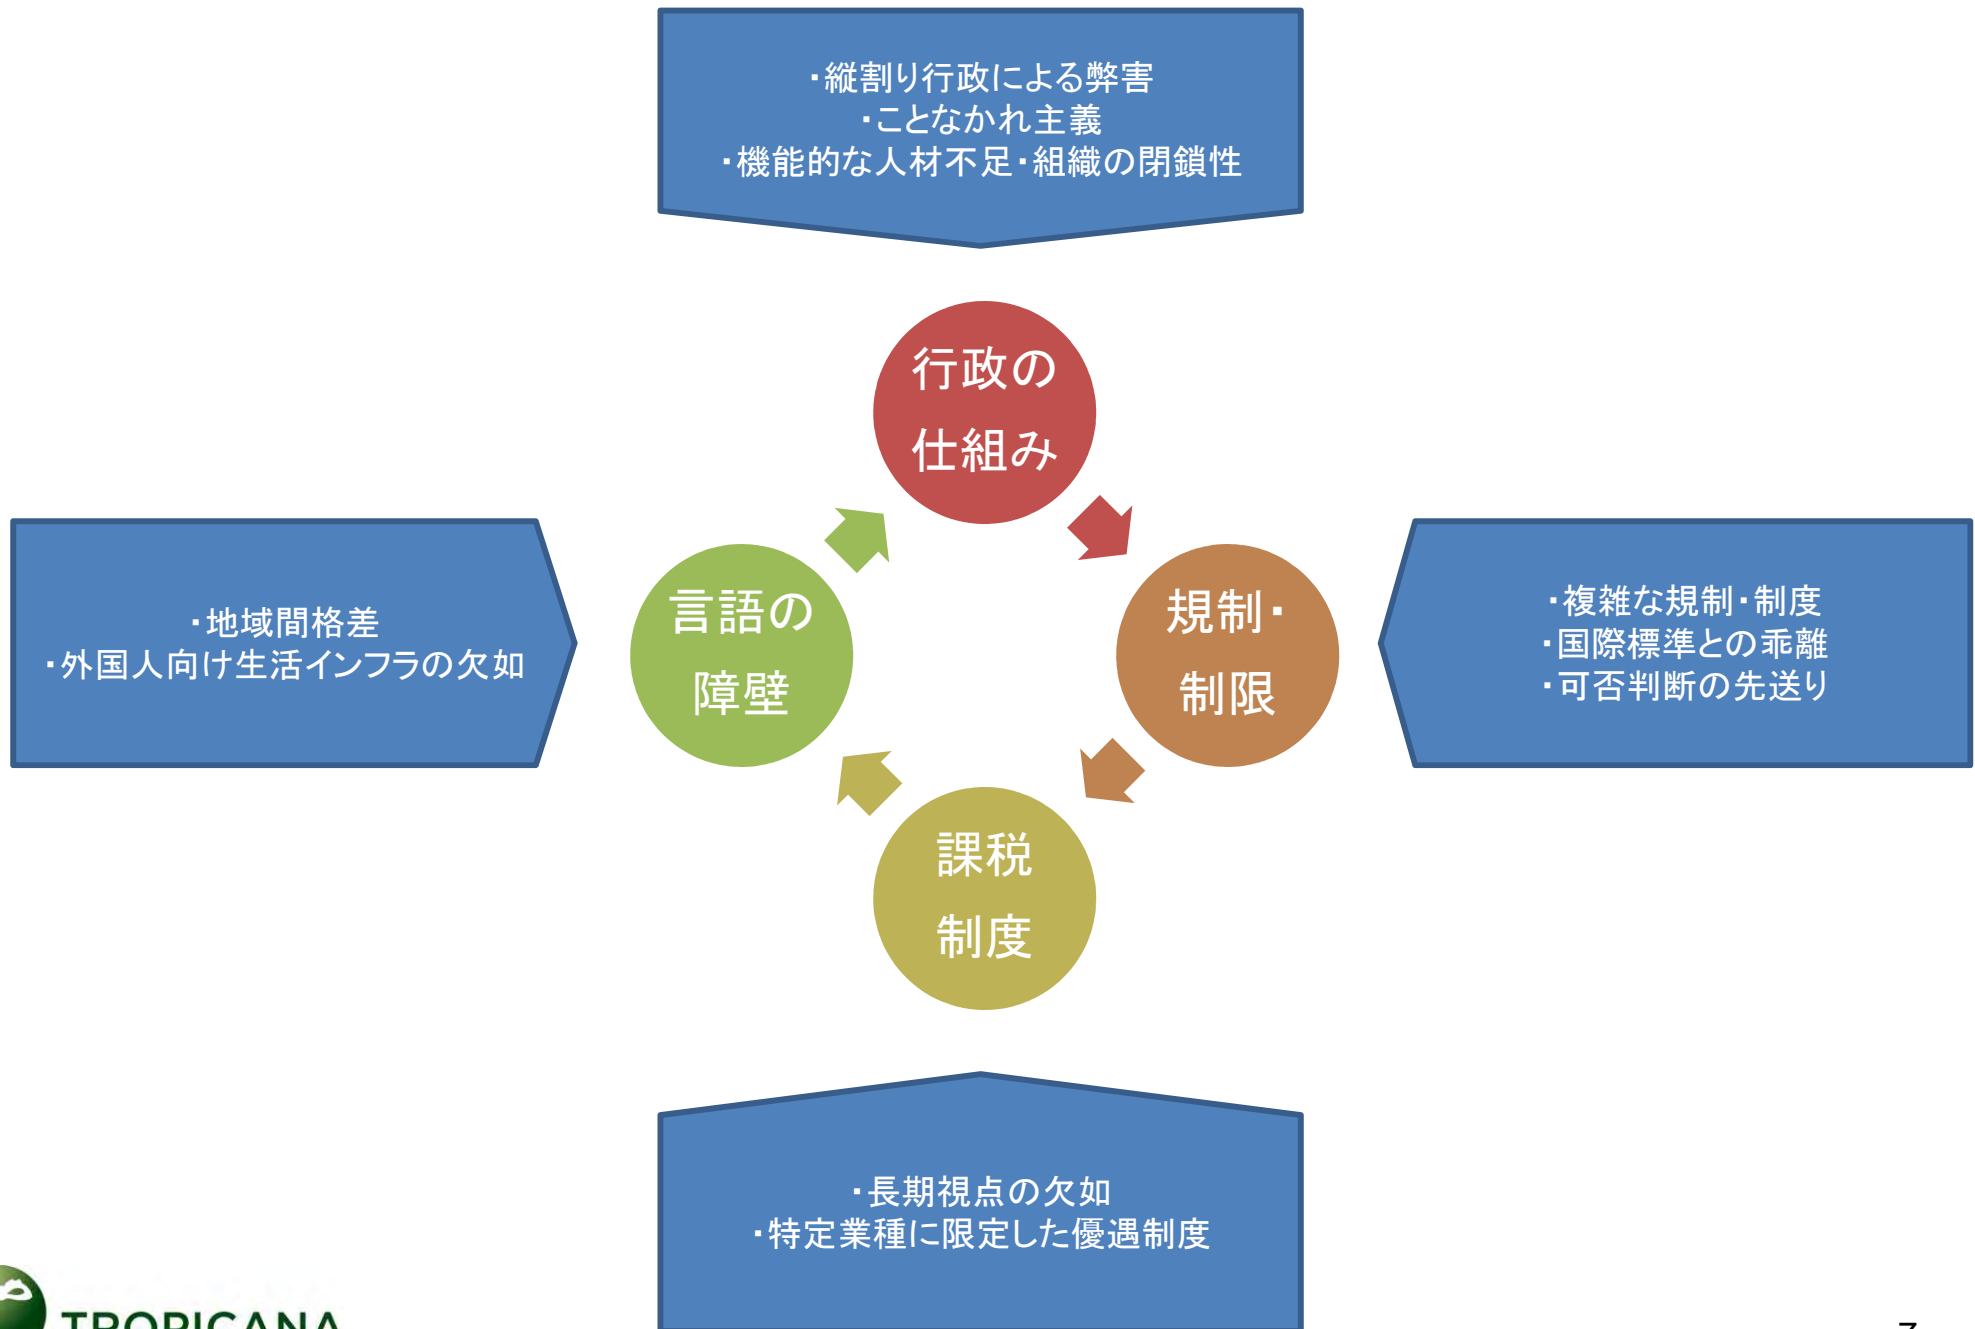 ・縦割り行政による弊害
・ことなかれ主義
・機能的な人材不足・組織の閉鎖性
行政の
仕組み
言語の
障壁
規制・
制限
課税
制度
・地域間格差
・外国人向け生活インフラの欠如
・複雑な規制・制度
・国際標準との乖離
・可否判断の先送り
・長期視点の欠如
・特定業種に限定した優遇制度
TROPICANA